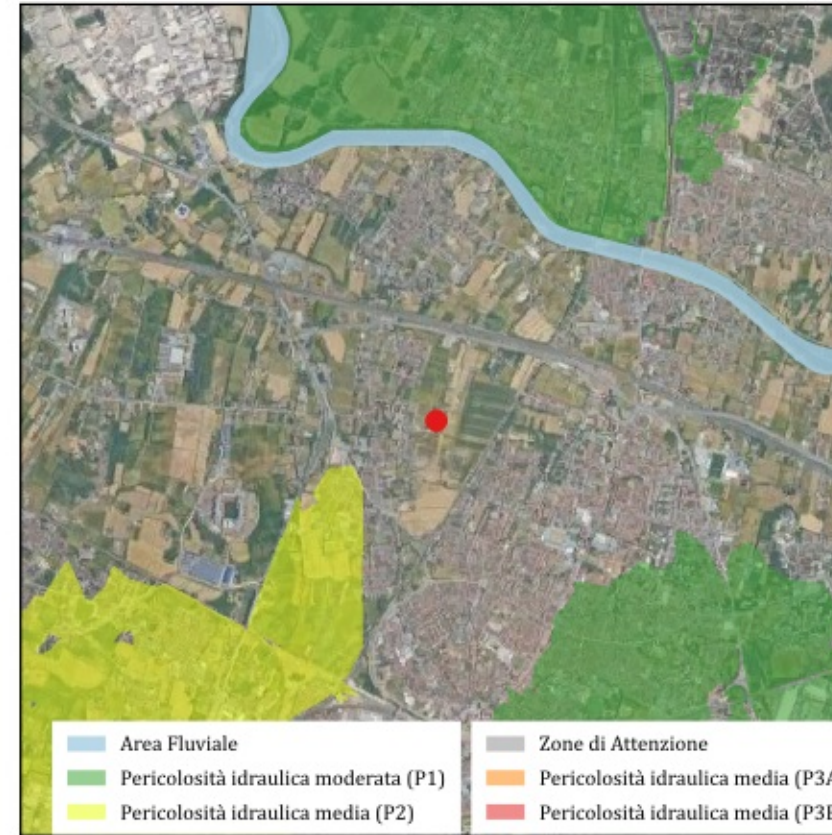 Area Fluviale
Pericolosità idraulica moderata (P1)
Pericolosità idraulica media (P2)
Zone di Attenzione
Pericolosità idraulica media (P3A
Pericolosità idraulica media (P3B